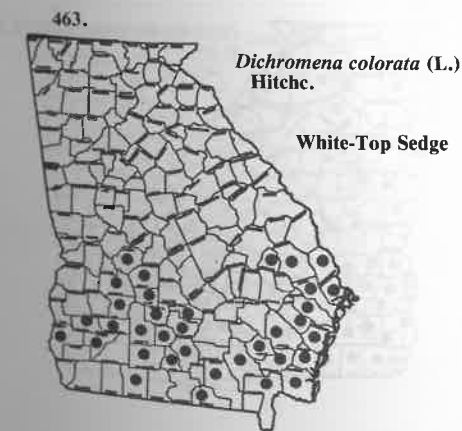 463.
Dichromena colorata (L.)
Hitchc.
White-Top Sedge